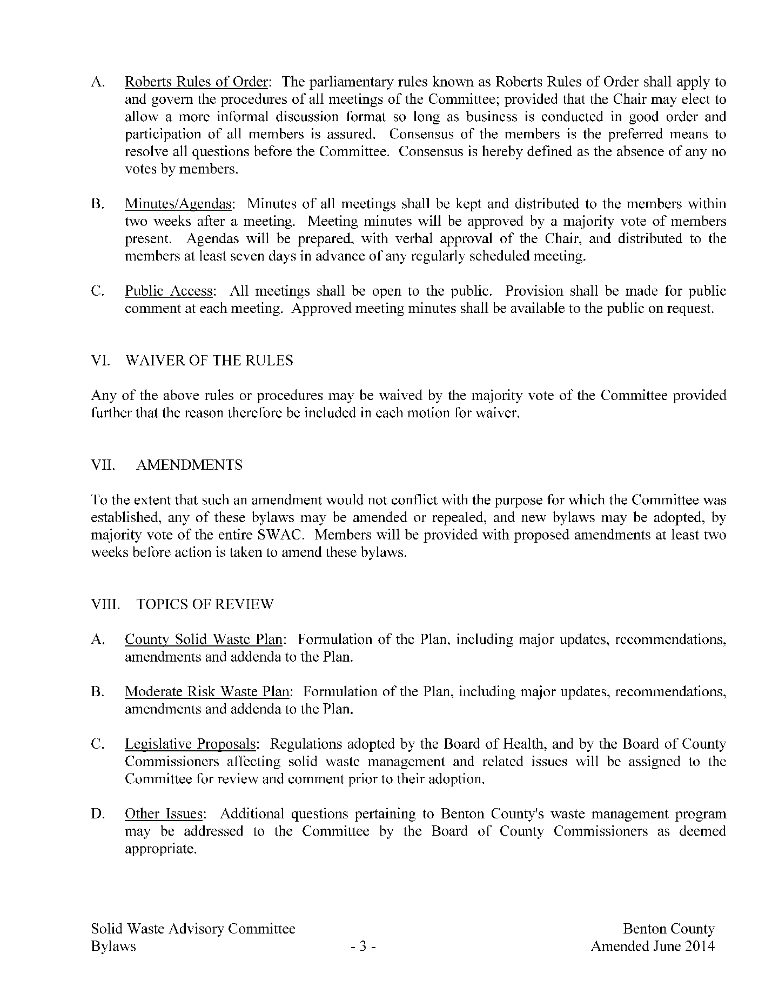 A. Roberts Rules of Order: The parliamentary rules known as Roberts Rules of Order shall apply to
and govern the procedures of all meetings of the Committee; provided that the Chair may elect to
allow a more informal discussion format so long as business is conducted in good order and
participation of all members is assured. Consensus of the members is the preferred means to
resolve all questions before the Committee. Consensus is hereby defined as the absence of any no
votes by members.
B. Minutes/Agendas: Minutes of all meetings shall be kept and distributed to the members within
two weeks after a meeting. Meeting minutes will be approved by a majority vote of members
present. Agendas will be prepared, with verbal approval of the Chair, and distributed to the
members at least seven days in advance of any regularly scheduled meeting.
C. Public Access: All meetings shall be open to the public. Provision shall be made for public
comment at each meeting. Approved meeting minutes shall be available to the public on request.
VI. WAIVER OF THE RULES
Any of the above rules or procedures may be waived by the majority vote of the Committee provided
further that the reason therefore be included in each motion for waiver.
VII. AMENDMENTS
To the extent that such an amendment would not conflict with the purpose for which the Committee was
established, any of these bylaws may be amended or repealed, and new bylaws may be adopted, by
majority vote of the entire SWAC. Members will be provided with proposed amendments at least two
weeks before action is taken to amend these bylaws.
VIII. TOPICS OF REVIEW
A. County Solid Waste Plan: Formulation of the Plan, including major updates, recommendations,
amendments and addenda to the Plan.
B. Moderate Risk Waste Plan: Formulation of the Plan, including major updates, recommendations,
amendments and addenda to the Plan.
C. Legislative Proposals: Regulations adopted by the Board of Health, and by the Board of County
Commissioners affecting solid waste management and related issues will be assigned to the
Committee for review and comment prior to their adoption.
D. Other Issues: Additional questions pertaining to Benton County's waste management program
may be addressed to the Committee by the Board of County Commissioners as deemed
appropriate.
Solid Waste Advisory Committee Benton County
Bylaws - 3 - Amended June 2014